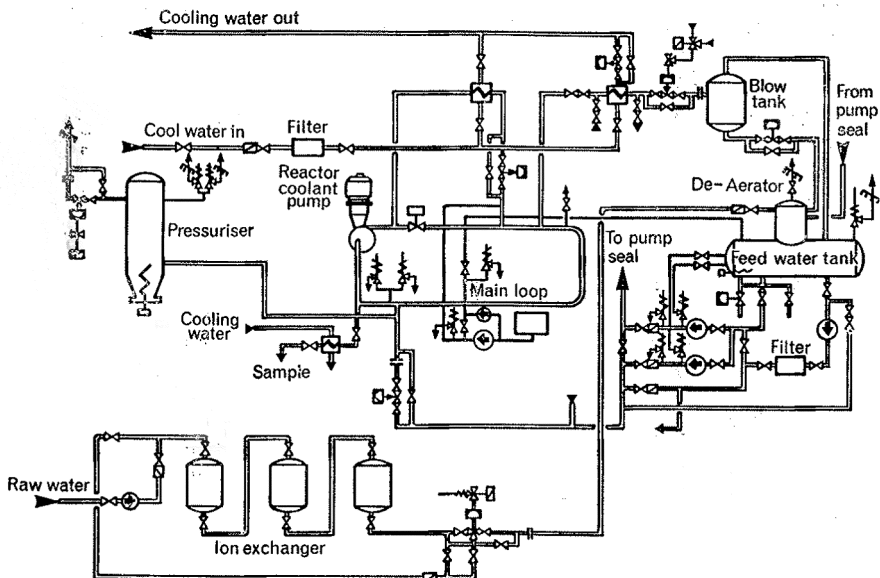 Cooling water out
Blow
tank
From
pump
seal
Cool water in
Filter
Reactor
coolant
pump
De-Aerator
Pressuriser
To pump
seal
Feed water tank
Main loop
Cooling
water
Sample
Filter
Raw water
Ion exchanger